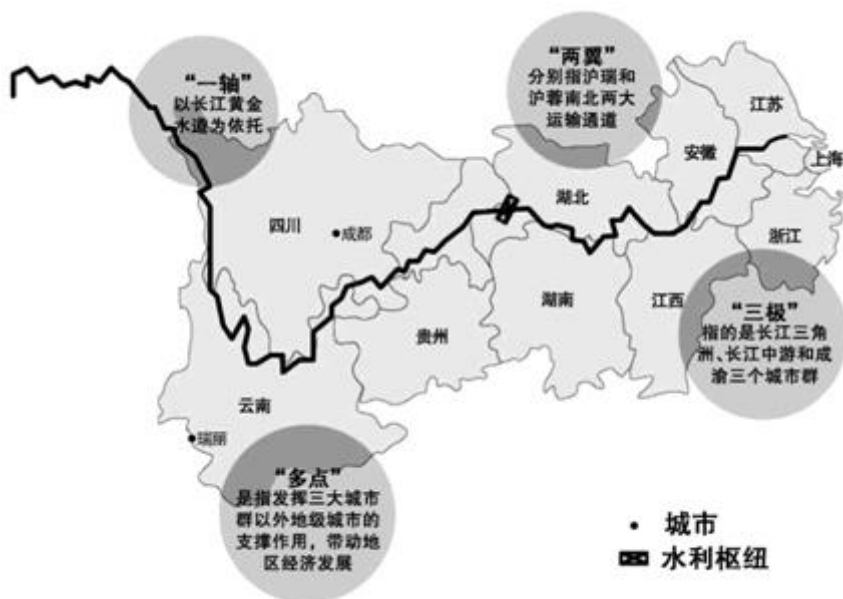 “一轴”
以长江黄金
水道为依托
“两翼”
分别指沪瑞和
沪蓉南北两大
运输通道
江苏
安徽
上海
湖北
四川
成都
浙江
湖南
江西
贵州
云南
瑞丽
“三极”
指的是长江三角
洲、长江中游和成
渝三个城市群
“多点”
是指发挥三大城市
群以外地级城市的
支撑作用，带动地
区经济发展
城市
水利枢纽